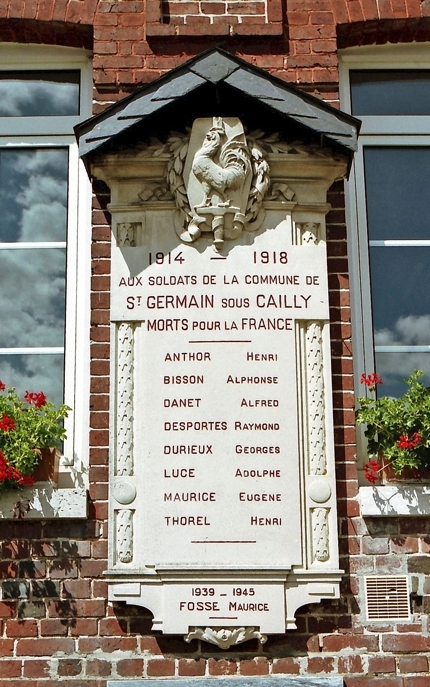 1914 — 1918
AUX SOLDATS DE LA COMMUNE DE
ST GERMAIN SOUS CAILLY
MORTS POUR LA FRANCE
ANTHOR HENRI
BISSON ALPHONSE
DANET ALFRED
DESPORTES RAYMOND
DURIEUX GEORGES
LUCE ADOLPHE
MAURICE EUGENE
THOREL HENRI
1939 - 1945
FOSSE MAURICE